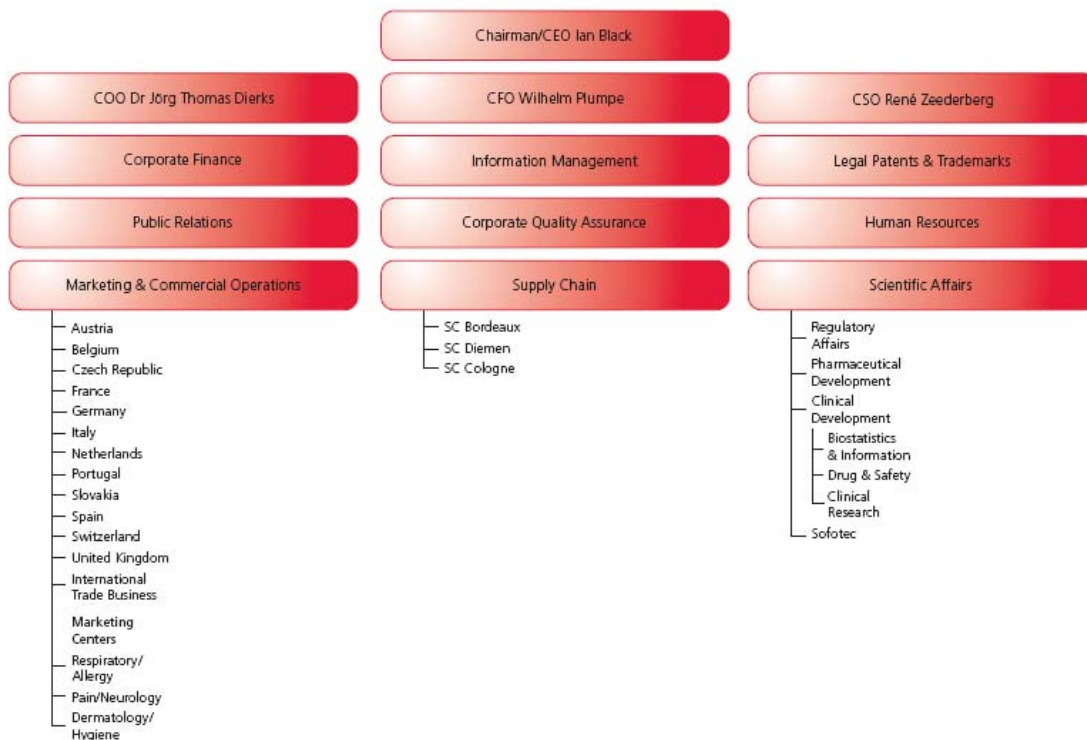 Chairman/CEO Ian Black
COO Dr Jörg Thomas Dierks
CFO Wilhelm Plumpe
CSO René Zeederberg
Corporate Finance
Information Management
Legal Patents & Trademarks
Public Relations
Corporate Quality Assurance
Human Resources
Marketing & Commercial Operations
Supply Chain
Scientific Affairs
Austria
Belgium
Czech Republic
France
Germany
Italy
Netherlands
Portugal
Slovakia
Spain
Switzerland
United Kingdom
International
Trade Business
Marketing
Centers
Respiratory/
Allergy
Pain/Neurology
Dermatology/
Hygiene
SC Bordeaux
SC Diemen
SC Cologne
Regulatory
Affairs
Pharmaceutical
Development
Clinical
Development
Biostatistics
& Information
Drug & Safety
Clinical
Research
Sofotec